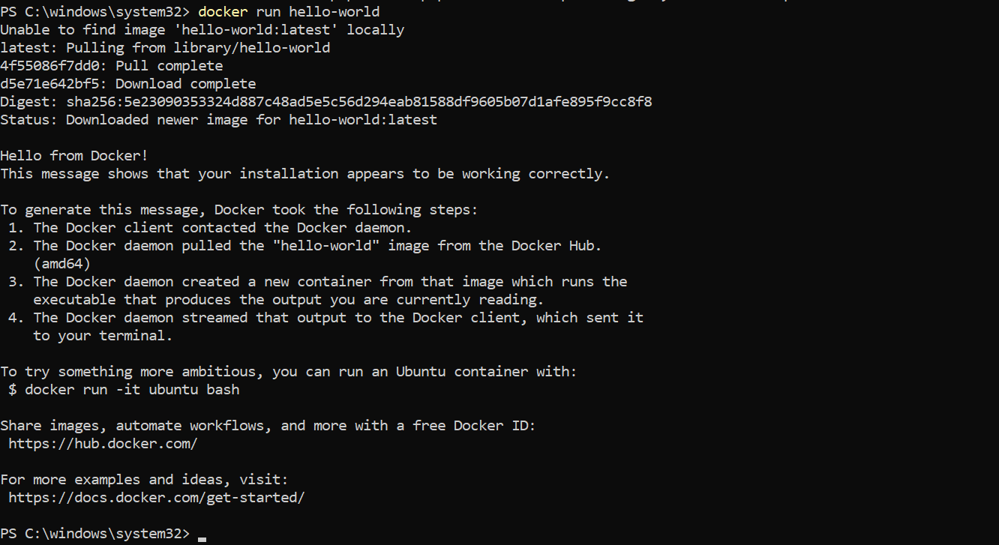 PS C:\windows\system32> docker run hello-world
Unable to find image 'hello-world:latest' locally
latest: Pulling from library/hello-world
4f55086f7dd0: Pull complete
d5e71e642bf5: Download complete
Digest: sha256:5e23090353324d887c48ad5e5c56d294eab81588df9605b07d1afe895f9cc8f8
Status: Downloaded newer image for hello-world:latest

Hello from Docker!
This message shows that your installation appears to be working correctly.

To generate this message, Docker took the following steps:
 1. The Docker client contacted the Docker daemon.
 2. The Docker daemon pulled the "hello-world" image from the Docker Hub.
    (amd64)
 3. The Docker daemon created a new container from that image which runs the
    executable that produces the output you are currently reading.
 4. The Docker daemon streamed that output to the Docker client, which sent it
    to your terminal.

To try something more ambitious, you can run an Ubuntu container with:
 $ docker run -it ubuntu bash

Share images, automate workflows, and more with a free Docker ID:
 https://hub.docker.com/

For more examples and ideas, visit:
 https://docs.docker.com/get-started/

PS C:\windows\system32>